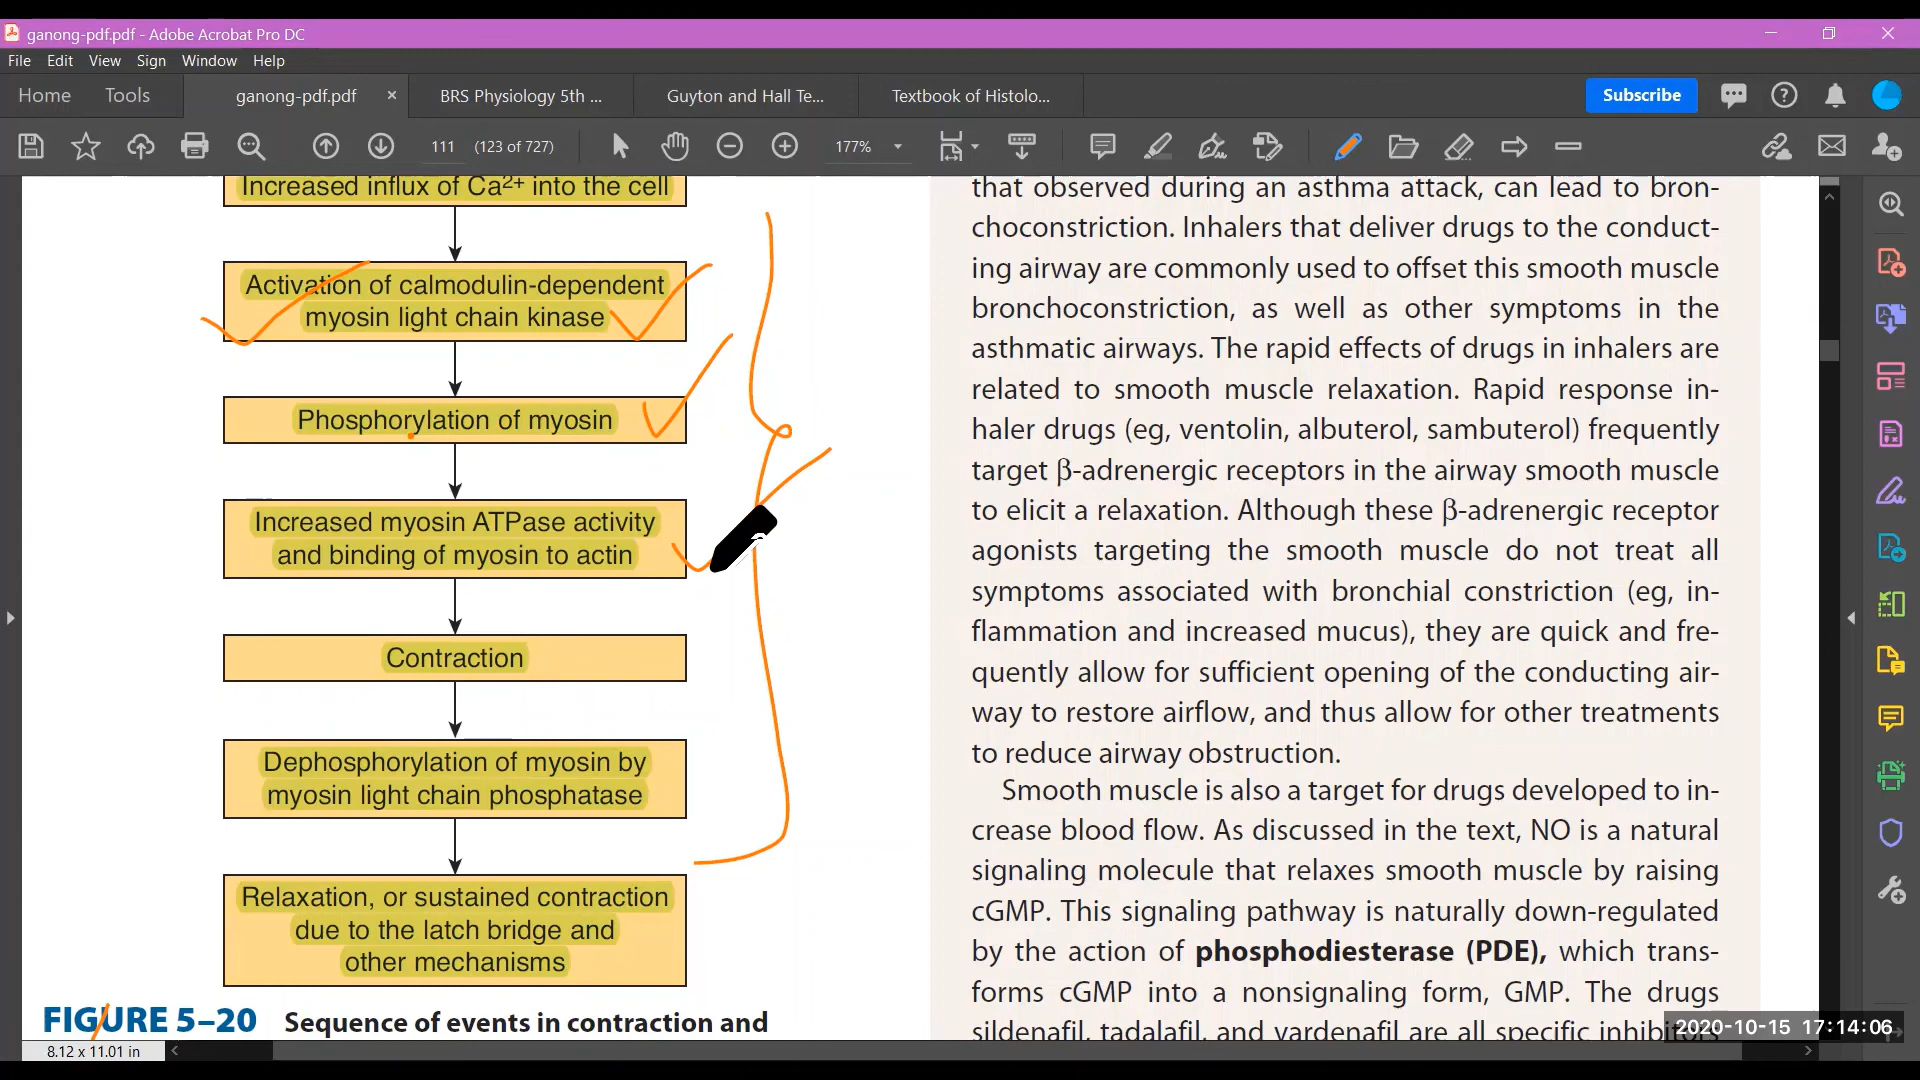 ganong-pdf.pdf - Adobe Acrobat Pro DC
File Edit View Sign Window Help
Home Tools ganong-pdf.pdf × BRS Physiology 5th ... Guyton and Hall Te... Textbook of Histolo... Subscribe
111 (123 of 727) 177%
Increased influx of Ca2+ into the cell
Activation of calmodulin-dependent
myosin light chain kinase
Phosphorylation of myosin
Increased myosin ATPase activity
and binding of myosin to actin
Contraction
Dephosphorylation of myosin by
myosin light chain phosphatase
Relaxation, or sustained contraction
due to the latch bridge and
other mechanisms
FIGURE 5–20 Sequence of events in contraction and
that observed during an asthma attack, can lead to bron-
choconstriction. Inhalers that deliver drugs to the conduct-
ing airway are commonly used to offset this smooth muscle
bronchoconstriction, as well as other symptoms in the
asthmatic airways. The rapid effects of drugs in inhalers are
related to smooth muscle relaxation. Rapid response in-
haler drugs (eg, ventolin, albuterol, sambuterol) frequently
target β-adrenergic receptors in the airway smooth muscle
to elicit a relaxation. Although these β-adrenergic receptor
agonists targeting the smooth muscle do not treat all
symptoms associated with bronchial constriction (eg, in-
flammation and increased mucus), they are quick and fre-
quently allow for sufficient opening of the conducting air-
way to restore airflow, and thus allow for other treatments
to reduce airway obstruction.
Smooth muscle is also a target for drugs developed to in-
crease blood flow. As discussed in the text, NO is a natural
signaling molecule that relaxes smooth muscle by raising
cGMP. This signaling pathway is naturally down-regulated
by the action of phosphodiesterase (PDE), which trans-
forms cGMP into a nonsignaling form, GMP. The drugs
sildenafil, tadalafil, and vardenafil are all specific
2020-10-15 17:14:06
8.12 x 11.01 in